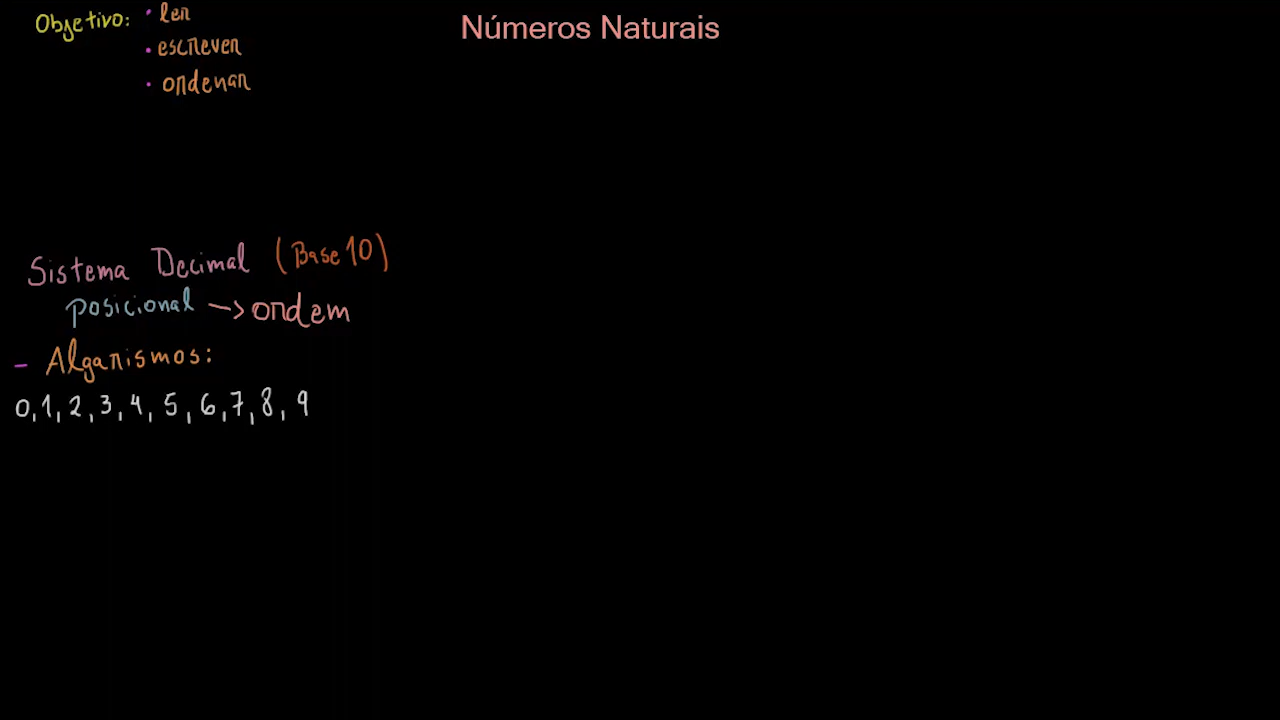 Números Naturais
Objetivo: • ler
• escrever
• ordenar
Sistema Decimal (Base 10)
posicional → ordem
- Algarismos:
0, 1, 2, 3, 4, 5, 6, 7, 8, 9